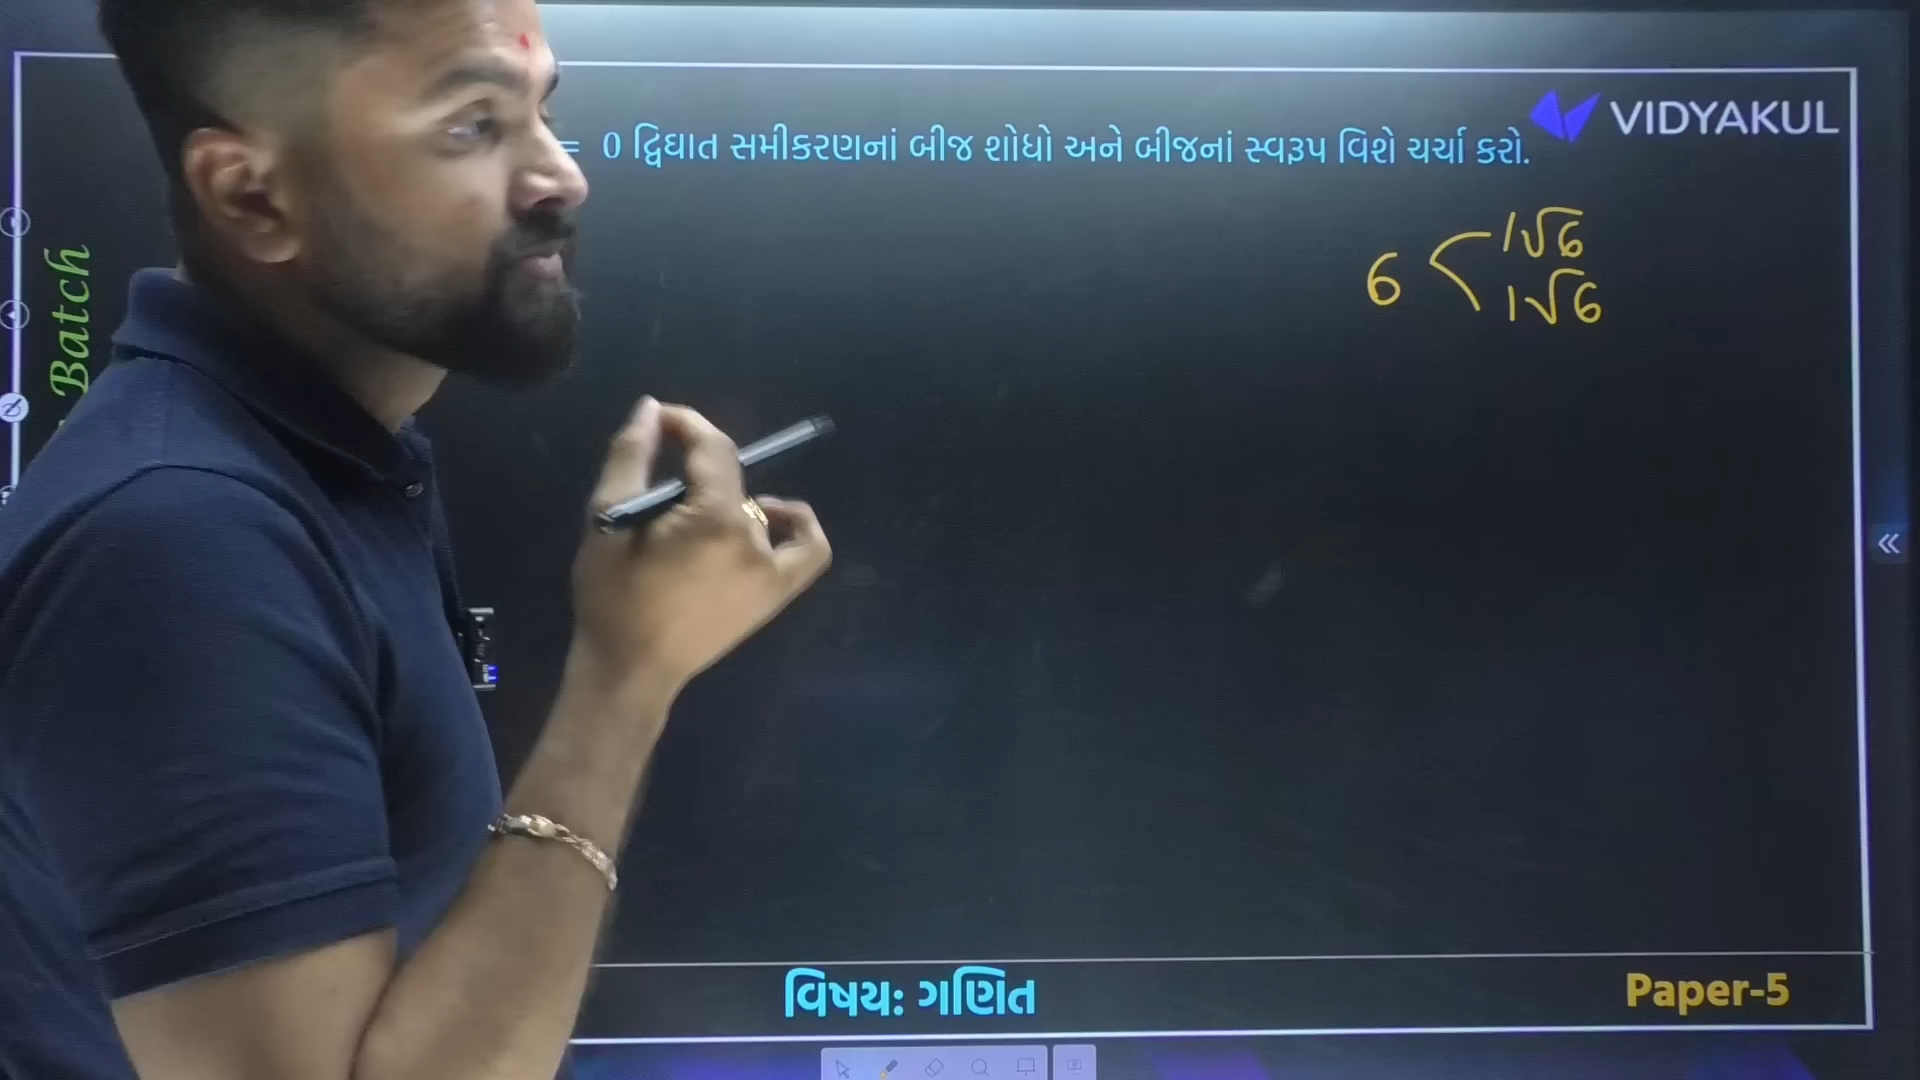 VIDYAKUL
= 0 દ્વિઘાત સમીકરણનાં બીજ શોધો અને બીજનાં સ્વરૂપ વિશે ચર્ચા કરો.
1√6
6
1√6
Batch
વિષય: ગણિત
Paper-5